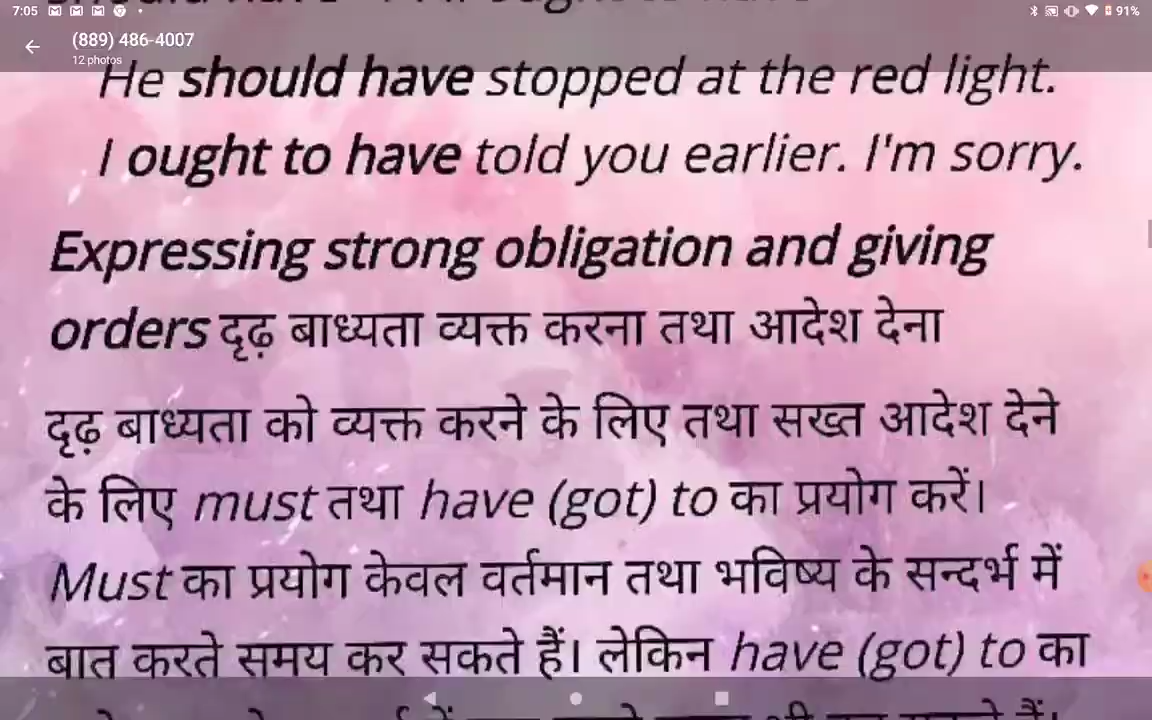 7:05 91%
(889) 486-4007
12 photos
He should have stopped at the red light.
I ought to have told you earlier. I'm sorry.
Expressing strong obligation and giving
orders दृढ़ बाध्यता व्यक्त करना तथा आदेश देना
दृढ़ बाध्यता को व्यक्त करने के लिए तथा सख्त आदेश देने
के लिए must तथा have (got) to का प्रयोग करें।
Must का प्रयोग केवल वर्तमान तथा भविष्य के सन्दर्भ में
बात करते समय कर सकते हैं। लेकिन have (got) to का